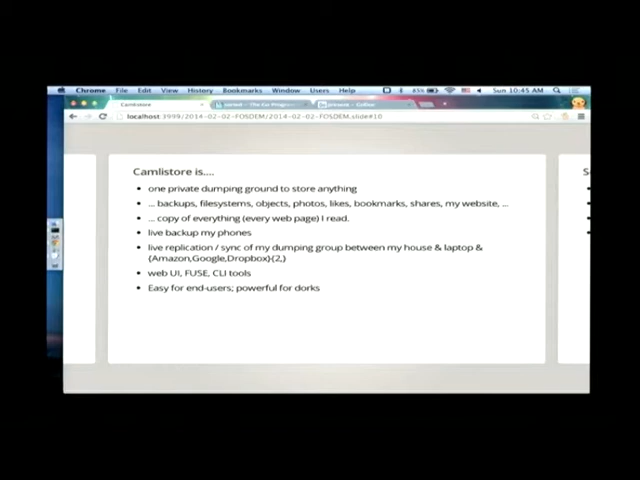 Chrome File Edit View History Bookmarks Window Users Help Sun 10:45 AM
Camlistore
localhost:3999/2014-02-02-FOSDEM/2014-02-02-FOSDEM.slide#10
Camlistore is....
• one private dumping ground to store anything
• ... backups, filesystems, objects, photos, likes, bookmarks, shares, my website, ...
• ... copy of everything (every web page) I read.
• live backup my phones
• live replication / sync of my dumping group between my house & laptop &
{Amazon,Google,Dropbox}{2,}
• web UI, FUSE, CLI tools
• Easy for end-users; powerful for dorks